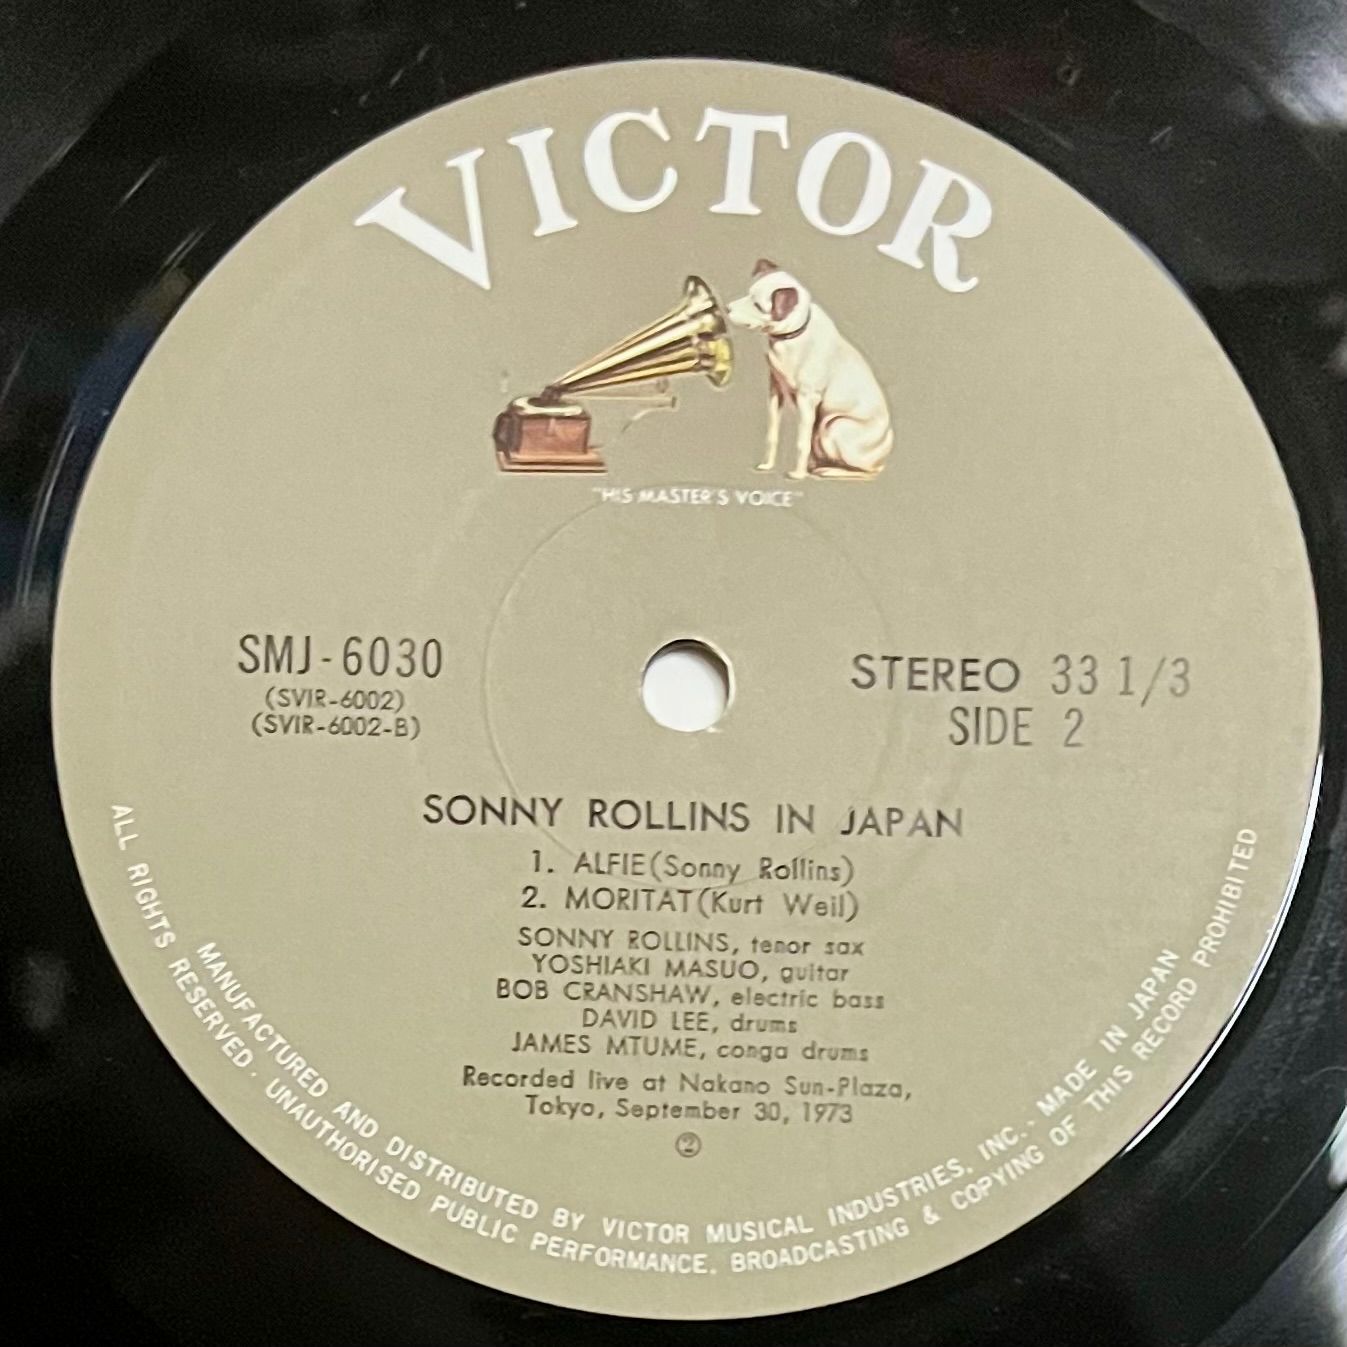 VICTOR
"HIS MASTER'S VOICE"
SMJ-6030
(SVIR-6002)
(SVIR-6002-B)
STEREO 33 1/3
SIDE 2
SONNY ROLLINS IN JAPAN
1. ALFIE(Sonny Rollins)
2. MORITAT(Kurt Weil)
SONNY ROLLINS, tenor sax
YOSHIAKI MASUO, guitar
BOB CRANSHAW, electric bass
DAVID LEE, drums
JAMES MTUME, conga drums
Recorded live at Nakano Sun-Plaza,
Tokyo, September 30, 1973
②
MANUFACTURED AND DISTRIBUTED BY VICTOR MUSICAL INDUSTRIES, INC. · MADE IN JAPAN
ALL RIGHTS RESERVED · UNAUTHORISED PUBLIC PERFORMANCE, BROADCASTING & COPYING OF THIS RECORD PROHIBITED